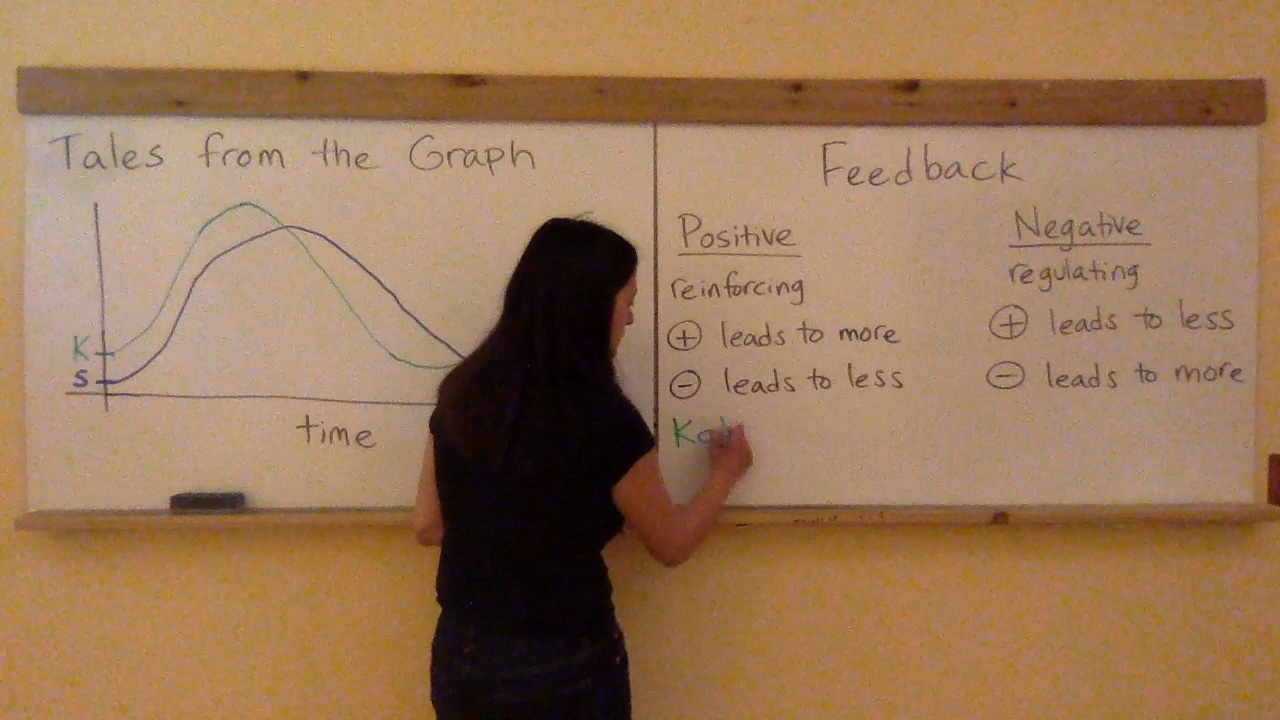 Tales from the Graph
K
S
time
Feedback
Positive
reinforcing
⊕ leads to more
⊖ leads to less
Negative
regulating
⊕ leads to less
⊖ leads to more